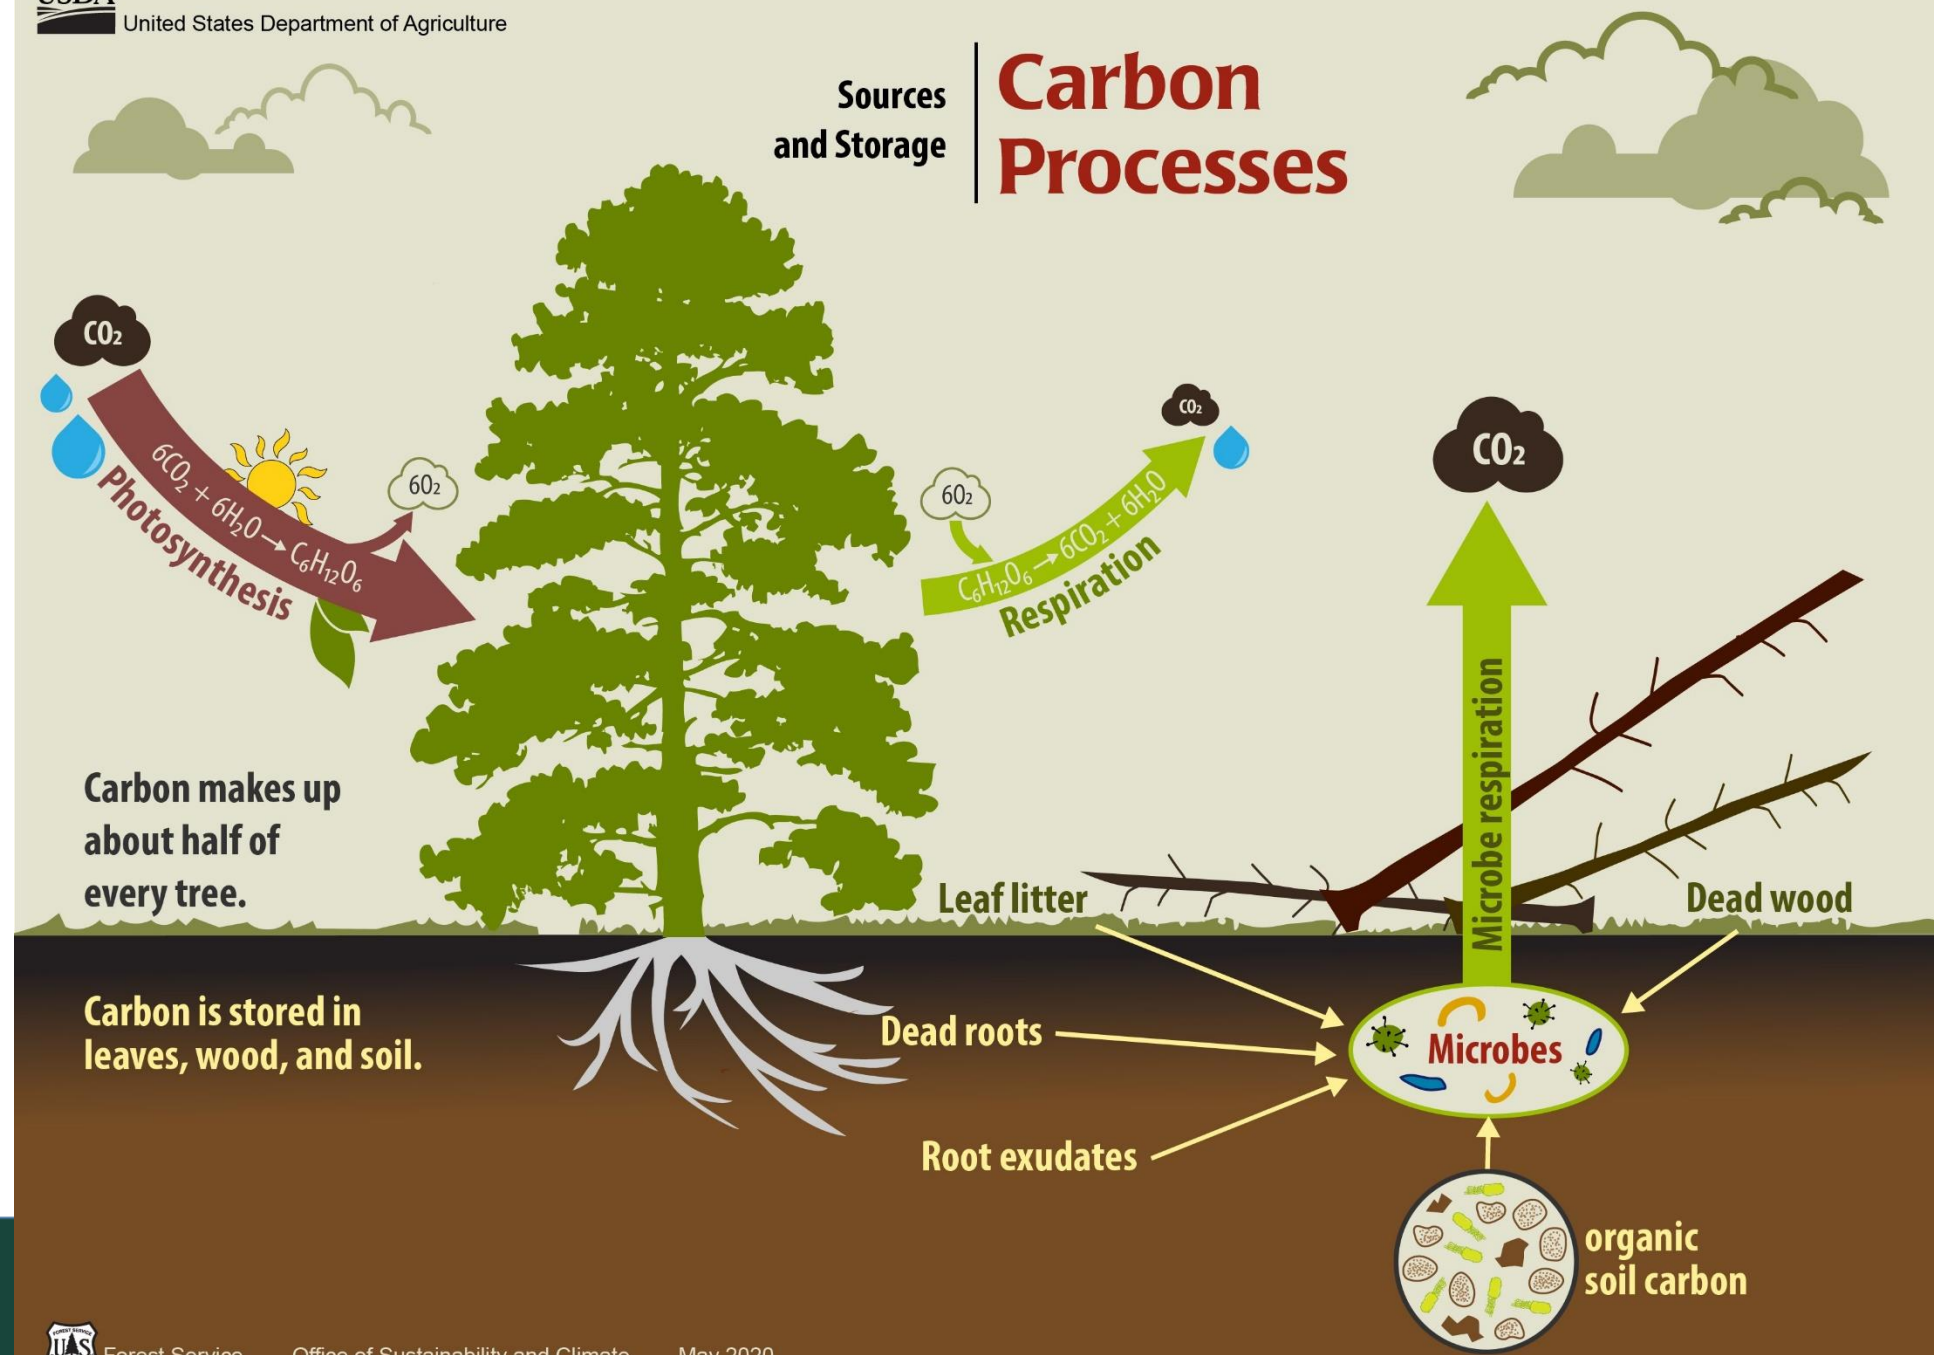 USDA
United States Department of Agriculture
Sources
and Storage
Carbon
Processes
CO₂
6CO₂ + 6H₂O → C₆H₁₂O₆
Photosynthesis
6O₂
6O₂
C₆H₁₂O₆ → 6CO₂ + 6H₂O
Respiration
CO₂
CO₂
Microbe respiration
Carbon makes up
about half of
every tree.
Leaf litter
Dead wood
Carbon is stored in
leaves, wood, and soil.
Dead roots
Microbes
Root exudates
organic
soil carbon
FOREST SERVICE
U S
Forest Service Office of Sustainability and Climate May 2020